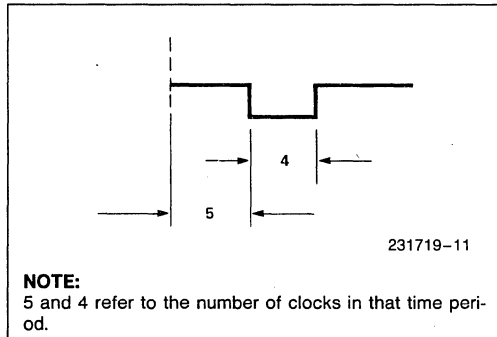 4
5
231719–11
NOTE:
5 and 4 refer to the number of clocks in that time peri-
od.